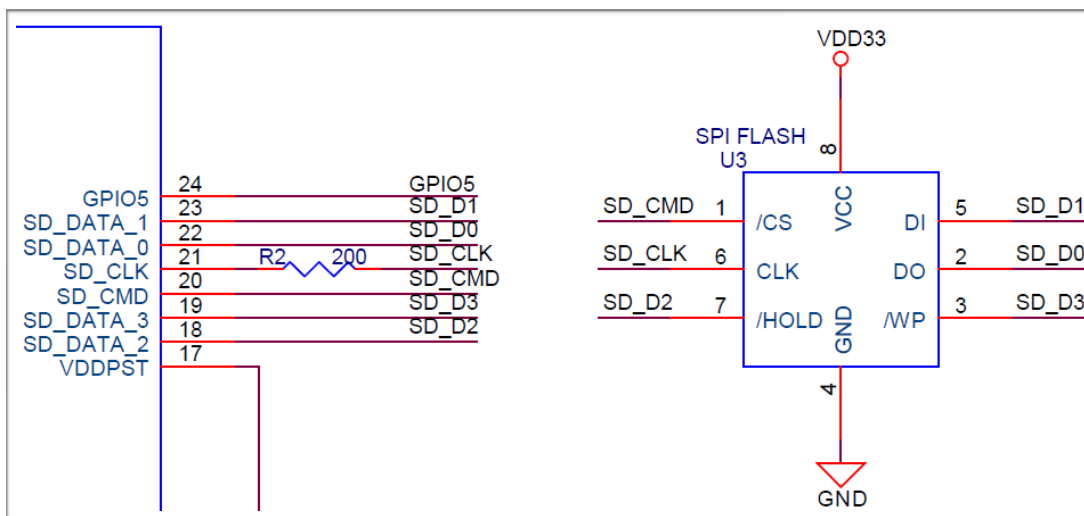 24
GPIO5 GPIO5
23
SD_DATA_1 SD_D1
22
SD_DATA_0 SD_D0
21 R2 200
SD_CLK SD_CLK
20
SD_CMD SD_CMD
19
SD_DATA_3 SD_D3
18
SD_DATA_2 SD_D2
17
VDDPST
VDD33
SPI FLASH
U3
8
SD_CMD 1 /CS VCC DI 5 SD_D1
SD_CLK 6 CLK DO 2 SD_D0
SD_D2 7 /HOLD GND /WP 3 SD_D3
4
GND